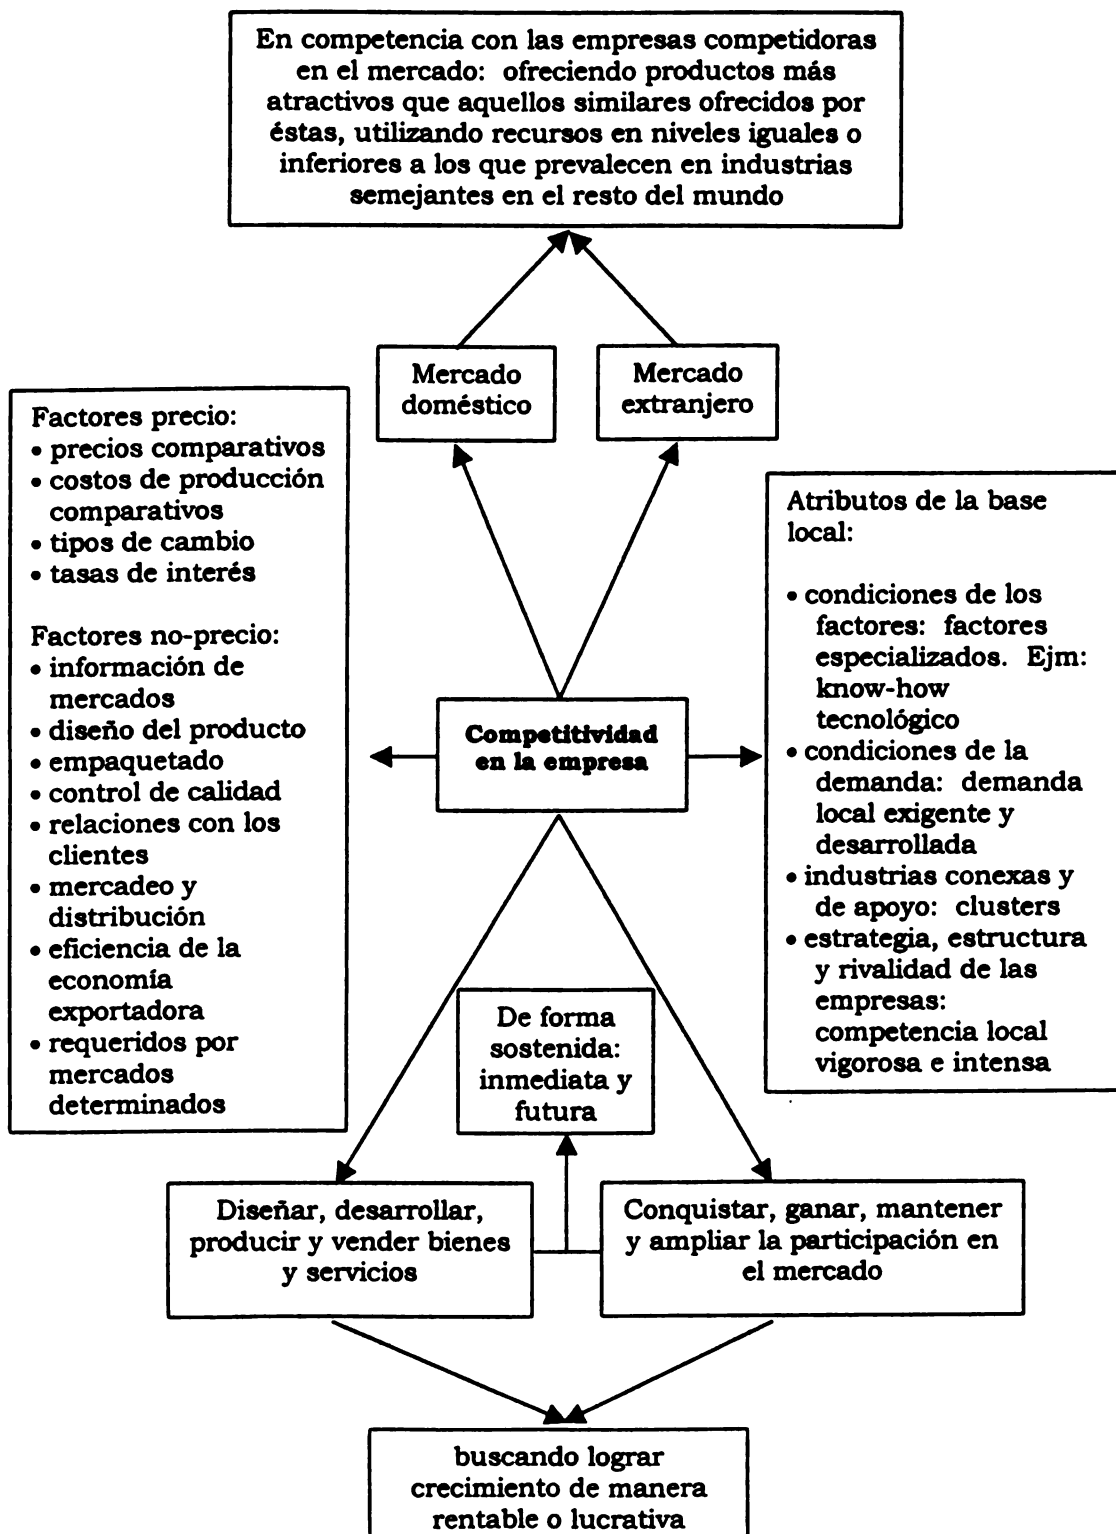 En competencia con las empresas competidoras
en el mercado: ofreciendo productos más
atractivos que aquellos similares ofrecidos por
éstas, utilizando recursos en niveles iguales o
inferiores a los que prevalecen en industrias
semejantes en el resto del mundo
Mercado
doméstico
Mercado
extranjero
Factores precio:
• precios comparativos
• costos de producción
comparativos
• tipos de cambio
• tasas de interés
Factores no-precio:
• información de
mercados
• diseño del producto
• empaquetado
• control de calidad
• relaciones con los
clientes
• mercadeo y
distribución
• eficiencia de la
economía
exportadora
• requeridos por
mercados
determinados
Competitividad
en la empresa
Atributos de la base
local:
• condiciones de los
factores: factores
especializados. Ejm:
know-how
tecnológico
• condiciones de la
demanda: demanda
local exigente y
desarrollada
• industrias conexas y
de apoyo: clusters
• estrategia, estructura
y rivalidad de las
empresas:
competencia local
vigorosa e intensa
De forma
sostenida:
inmediata y
futura
Diseñar, desarrollar,
producir y vender bienes
y servicios
Conquistar, ganar, mantener
y ampliar la participación en
el mercado
buscando lograr
crecimiento de manera
rentable o lucrativa